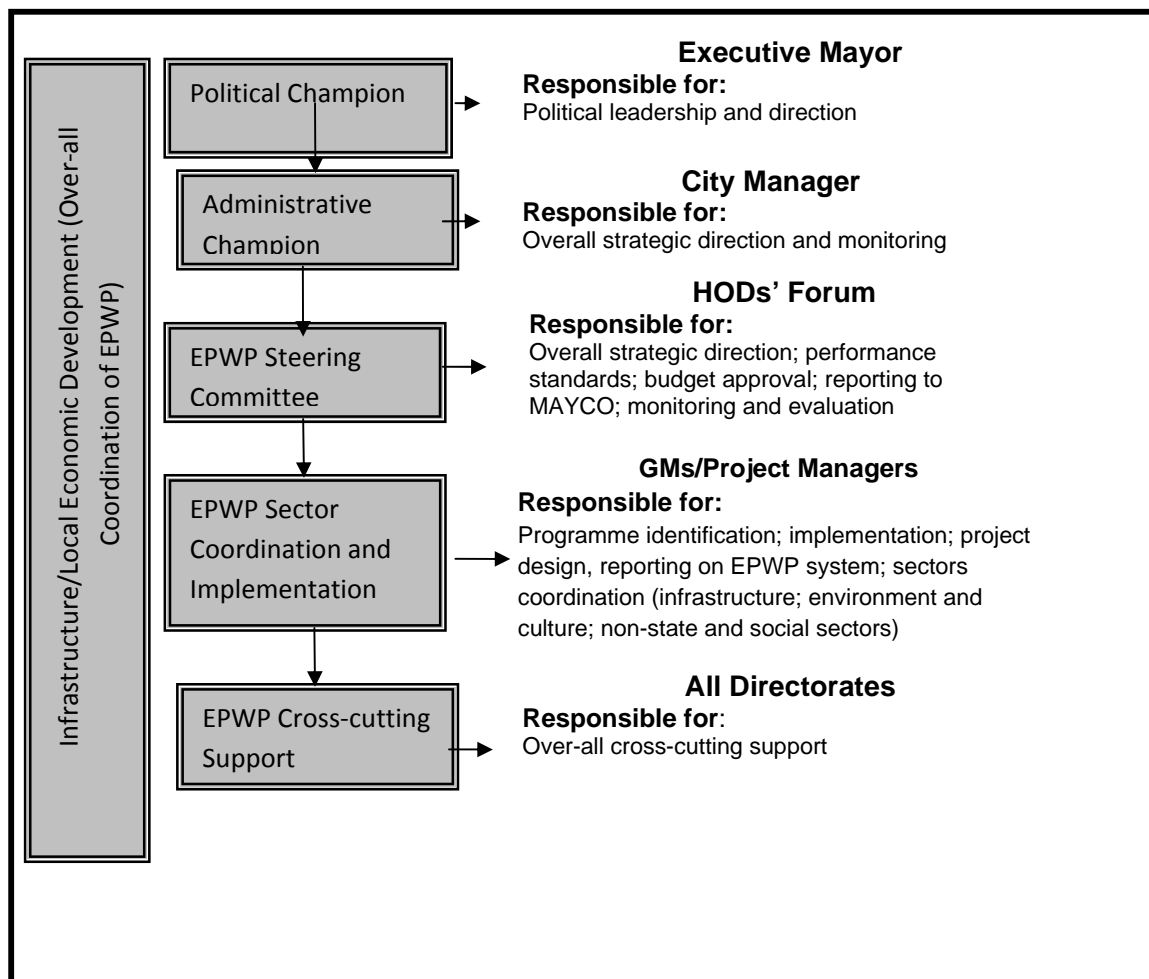 Infrastructure/Local Economic Development (Over-all
Coordination of EPWP)
Political Champion
Executive Mayor
Responsible for:
Political leadership and direction
Administrative
Champion
City Manager
Responsible for:
Overall strategic direction and monitoring
EPWP Steering
Committee
HODs’ Forum
Responsible for:
Overall strategic direction; performance
standards; budget approval; reporting to
MAYCO; monitoring and evaluation
EPWP Sector
Coordination and
Implementation
GMs/Project Managers
Responsible for:
Programme identification; implementation; project
design, reporting on EPWP system; sectors
coordination (infrastructure; environment and
culture; non-state and social sectors)
EPWP Cross-cutting
Support
All Directorates
Responsible for:
Over-all cross-cutting support